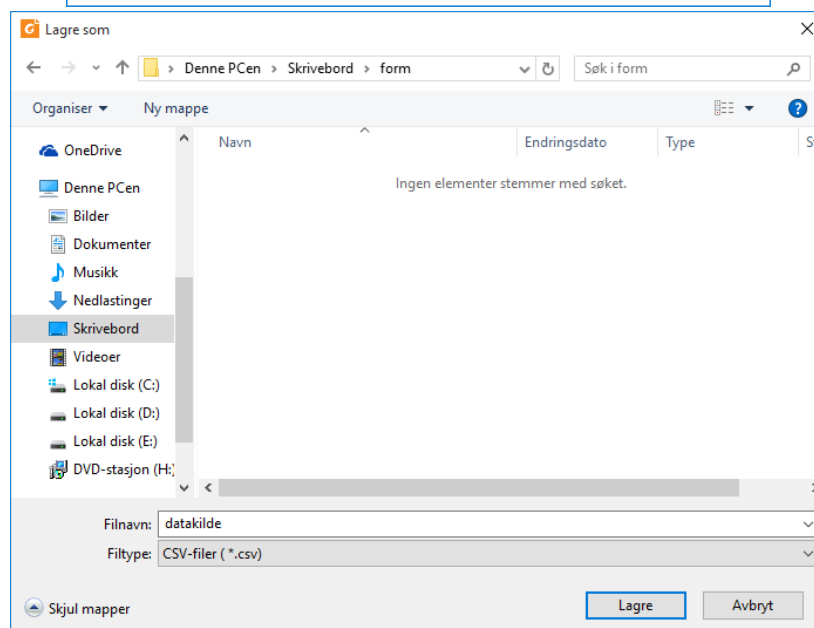 Lagre som
Denne PCen > Skrivebord > form
Søk i form
Organiser
Ny mappe
Navn
Endringsdato
Type
OneDrive
Denne PCen
Bilder
Dokumenter
Musikk
Nedlastinger
Skrivebord
Videoer
Lokal disk (C:)
Lokal disk (D:)
Lokal disk (E:)
DVD-stasjon (H:)
Ingen elementer stemmer med søket.
Filnavn: datakilde
Filtype: CSV-filer ( *.csv)
Skjul mapper
Lagre
Avbryt